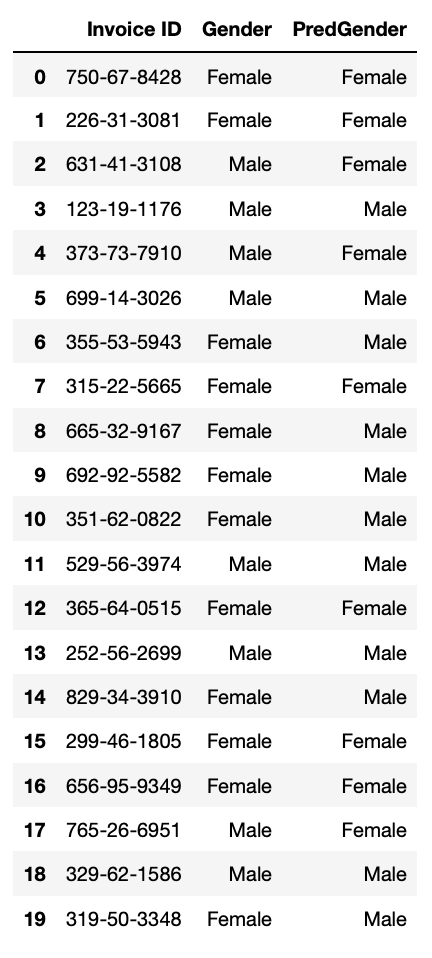 Invoice ID Gender PredGender
0 750-67-8428 Female Female
1 226-31-3081 Female Female
2 631-41-3108 Male Female
3 123-19-1176 Male Male
4 373-73-7910 Male Female
5 699-14-3026 Male Male
6 355-53-5943 Female Male
7 315-22-5665 Female Female
8 665-32-9167 Female Male
9 692-92-5582 Female Male
10 351-62-0822 Female Male
11 529-56-3974 Male Male
12 365-64-0515 Female Female
13 252-56-2699 Male Male
14 829-34-3910 Female Male
15 299-46-1805 Female Female
16 656-95-9349 Female Female
17 765-26-6951 Male Female
18 329-62-1586 Male Male
19 319-50-3348 Female Male